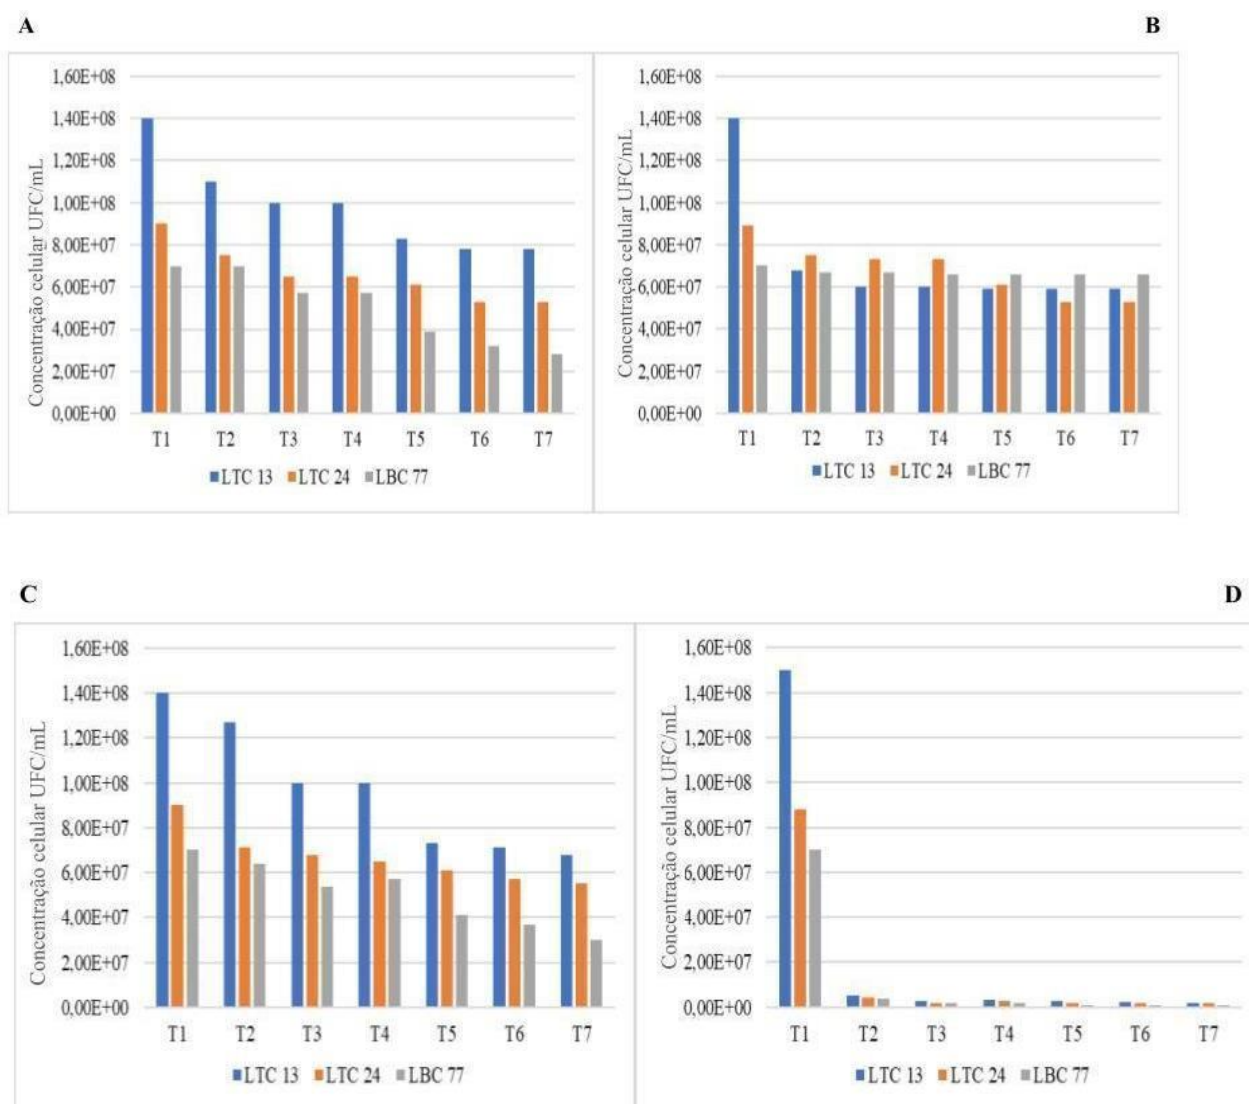 A
B
Concentração celular UFC/mL
1,60E+08
1,40E+08
1,20E+08
1,00E+08
8,00E+07
6,00E+07
4,00E+07
2,00E+07
0,00E+00
T1 T2 T3 T4 T5 T6 T7
LTC 13 LTC 24 LBC 77
Concentração celular UFC/mL
1,60E+08
1,40E+08
1,20E+08
1,00E+08
8,00E+07
6,00E+07
4,00E+07
2,00E+07
0,00E+00
T1 T2 T3 T4 T5 T6 T7
LTC 13 LTC 24 LBC 77
C
D
Concentração celular UFC/mL
1,60E+08
1,40E+08
1,20E+08
1,00E+08
8,00E+07
6,00E+07
4,00E+07
2,00E+07
0,00E+00
T1 T2 T3 T4 T5 T6 T7
LTC 13 LTC 24 LBC 77
Concentração celular UFC/mL
1,60E+08
1,40E+08
1,20E+08
1,00E+08
8,00E+07
6,00E+07
4,00E+07
2,00E+07
0,00E+00
T1 T2 T3 T4 T5 T6 T7
LTC 13 LTC 24 LBC 77